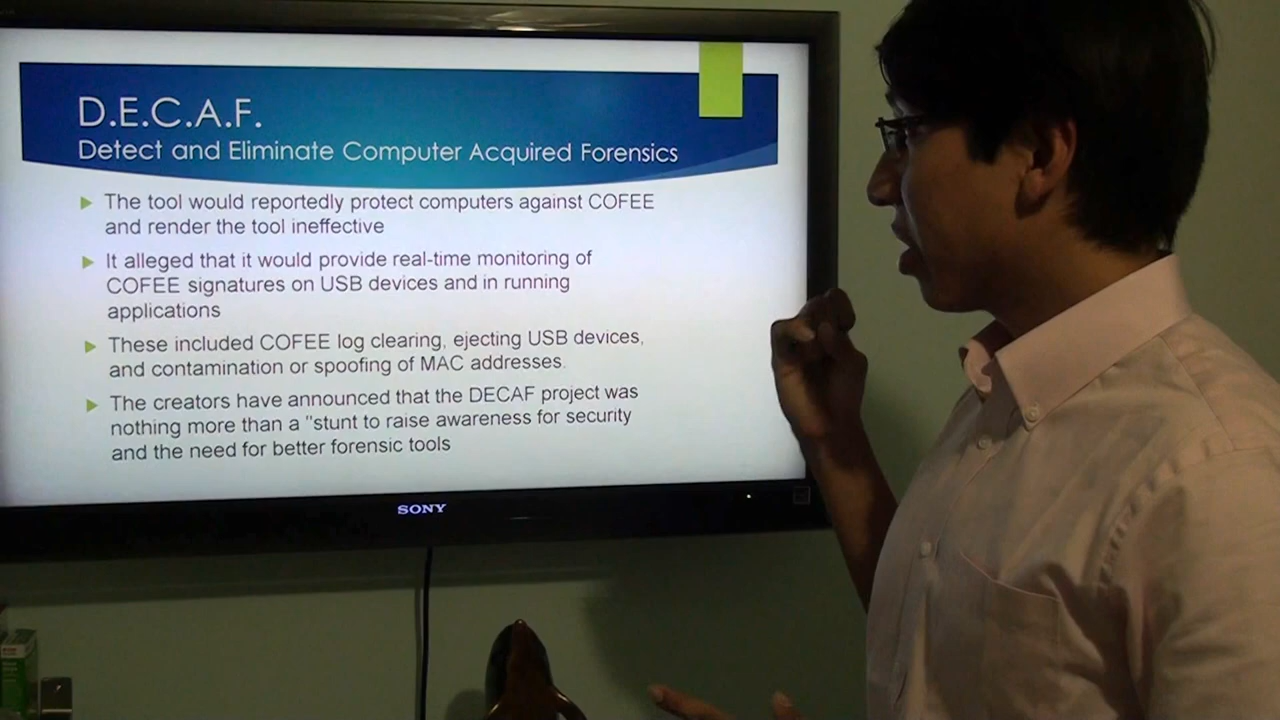 D.E.C.A.F.
Detect and Eliminate Computer Acquired Forensics
The tool would reportedly protect computers against COFEE
and render the tool ineffective
It alleged that it would provide real-time monitoring of
COFEE signatures on USB devices and in running
applications
These included COFEE log clearing, ejecting USB devices,
and contamination or spoofing of MAC addresses.
The creators have announced that the DECAF project was
nothing more than a "stunt to raise awareness for security
and the need for better forensic tools
SONY